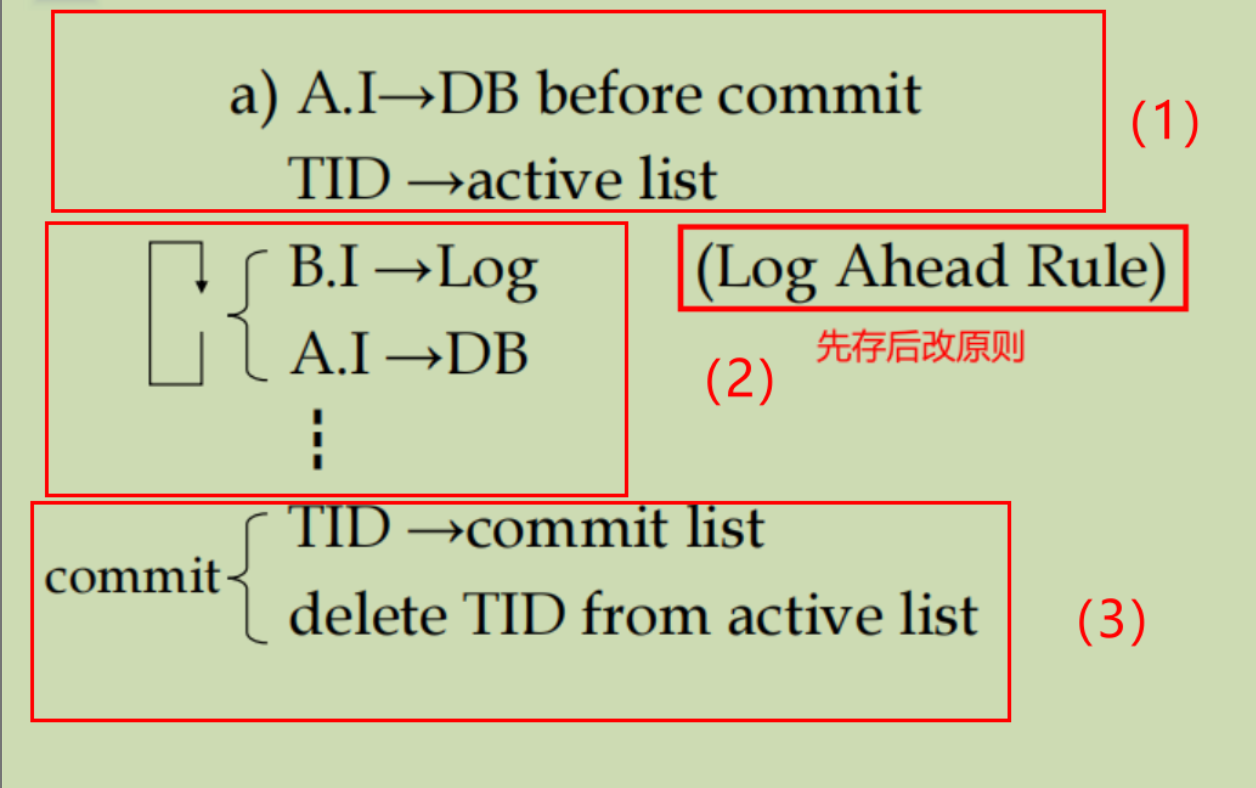 a) A.I→DB before commit
(1)
TID →active list
B.I →Log
(Log Ahead Rule)
A.I →DB
先存后改原则
(2)
TID →commit list
commit
delete TID from active list
(3)